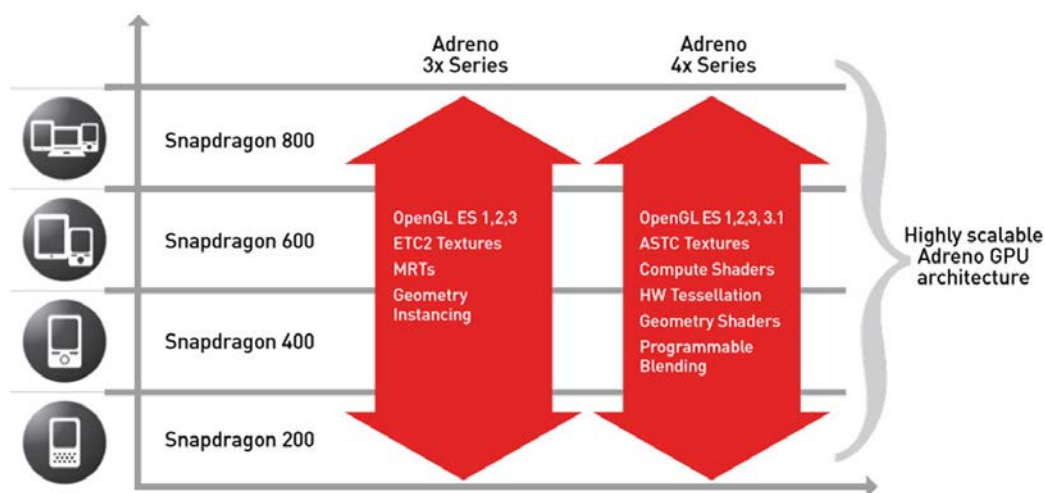 Adreno
3x Series
Adreno
4x Series
Snapdragon 800
Snapdragon 600
Snapdragon 400
Snapdragon 200
OpenGL ES 1,2,3
ETC2 Textures
MRTs
Geometry
Instancing
OpenGL ES 1,2,3, 3.1
ASTC Textures
Compute Shaders
HW Tessellation
Geometry Shaders
Programmable
Blending
Highly scalable
Adreno GPU
architecture